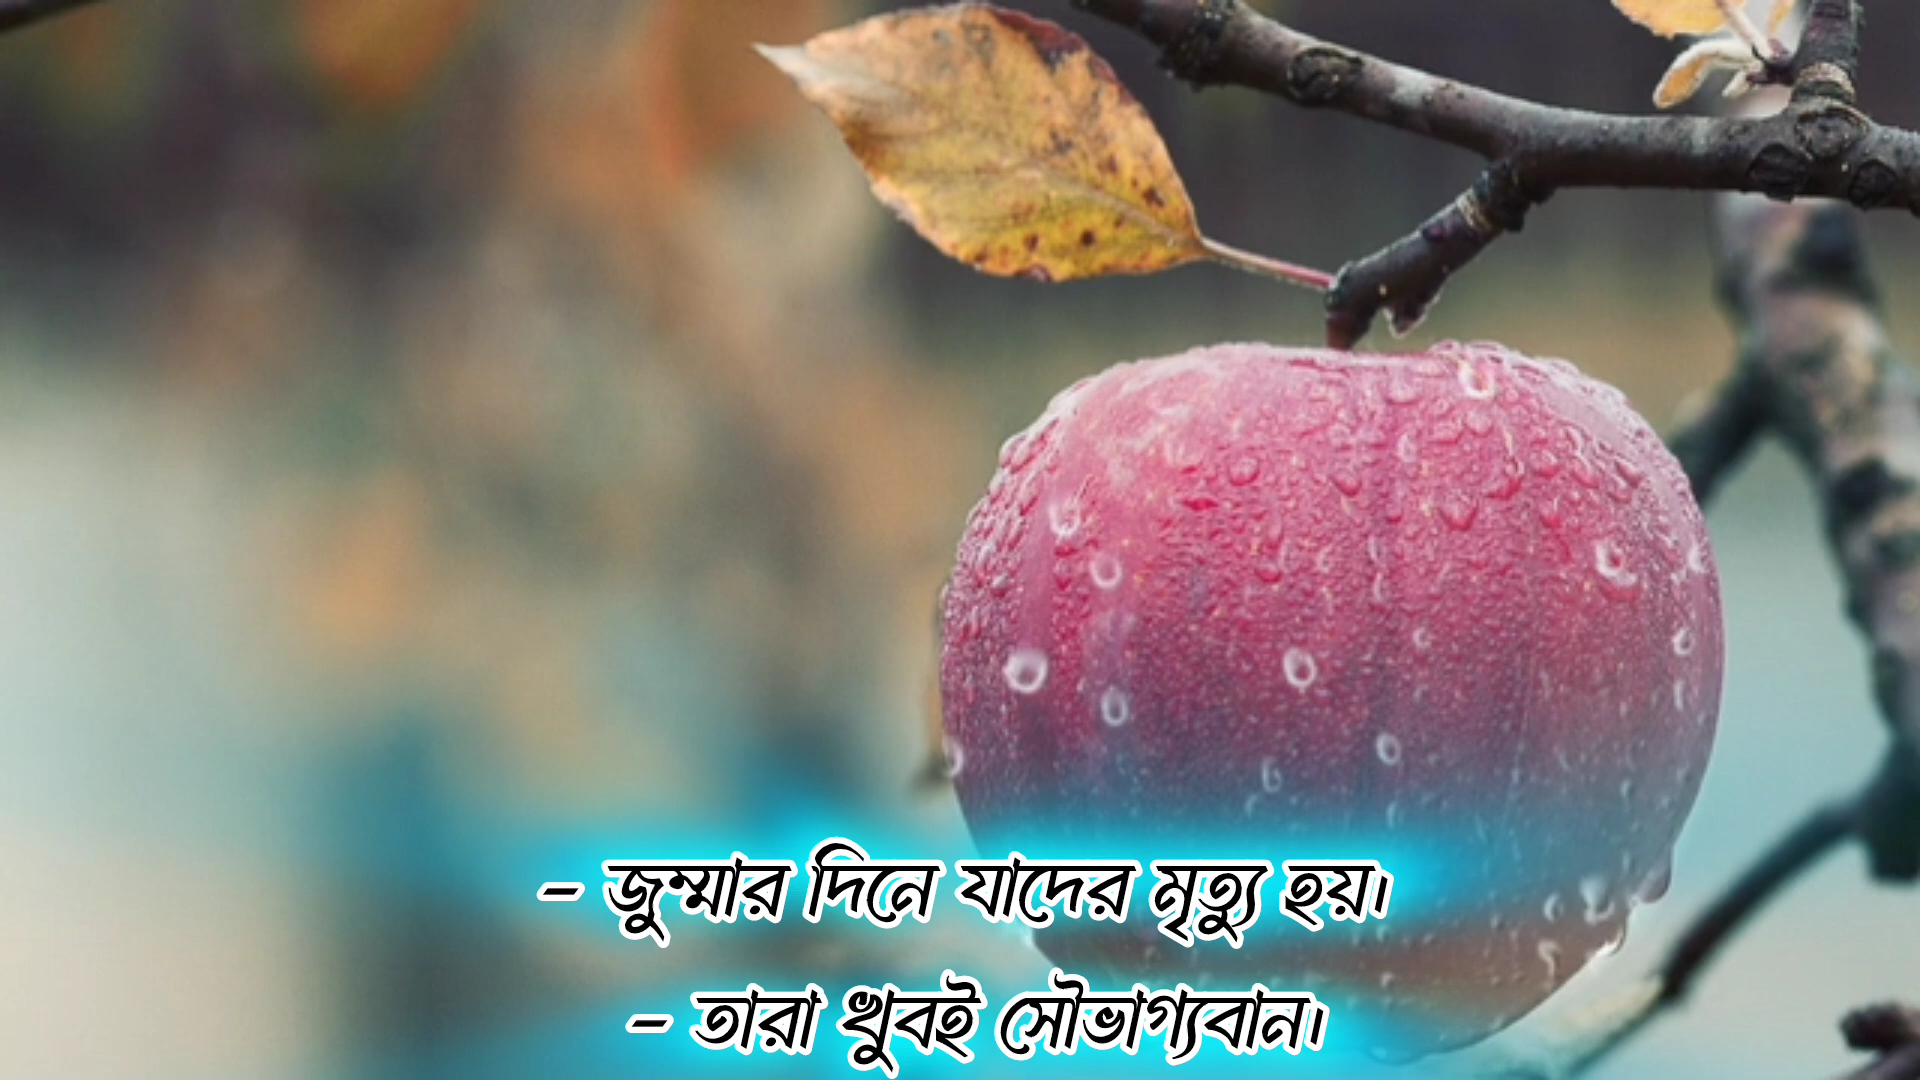 - জুম্মার দিনে যাদের মৃত্যু হয়।
- তারা খুবই সৌভাগ্যবান।